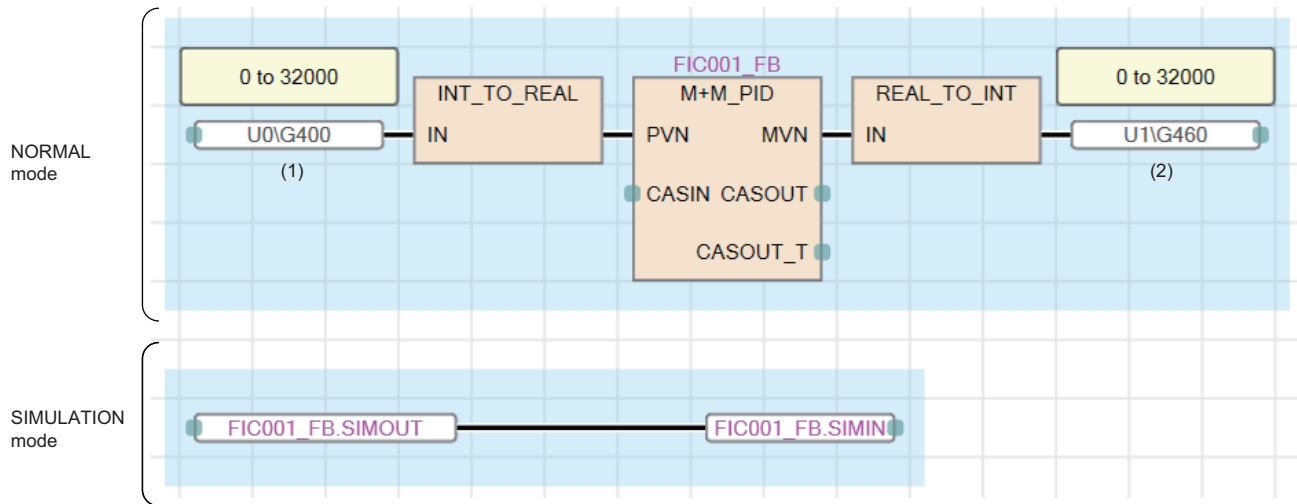 NORMAL
mode
0 to 32000
U0\G400
(1)
INT_TO_REAL
IN
FIC001_FB
M+M_PID
PVN MVN
CASIN CASOUT
CASOUT_T
REAL_TO_INT
IN
0 to 32000
U1\G460
(2)
SIMULATION
mode
FIC001_FB.SIMOUT
FIC001_FB.SIMIN